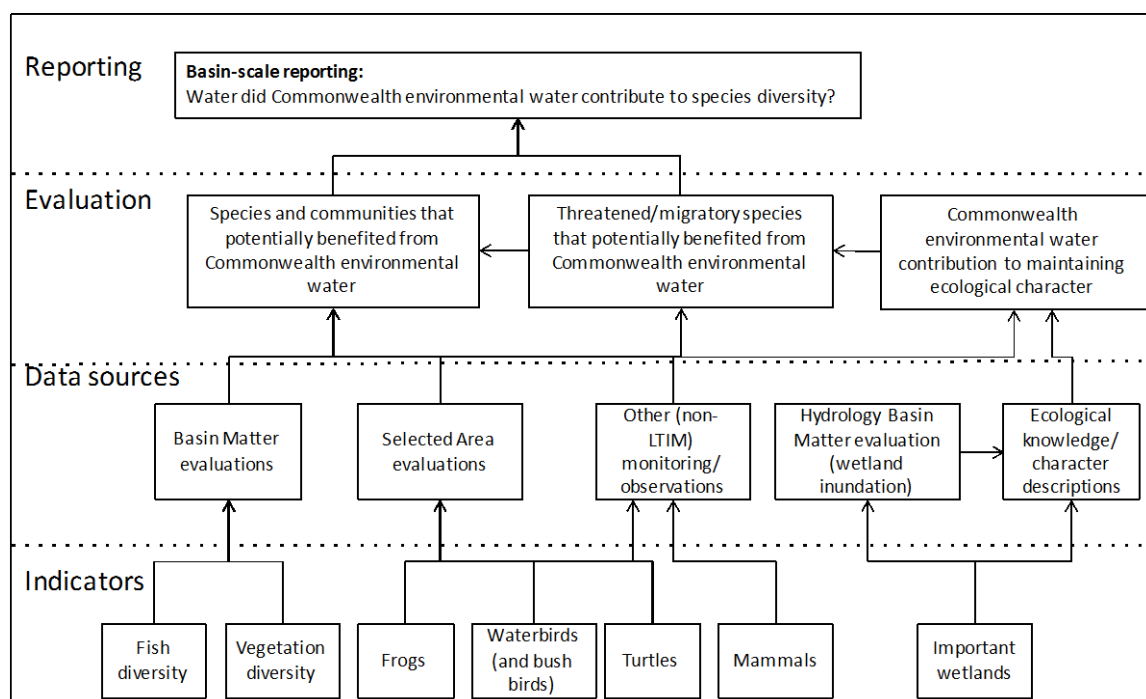 Reporting
Basin-scale reporting:
Water did Commonwealth environmental water contribute to species diversity?
Evaluation
Species and communities that
potentially benefited from
Commonwealth environmental
water
Threatened/migratory species
that potentially benefited from
Commonwealth environmental
water
Commonwealth
environmental water
contribution to maintaining
ecological character
Data sources
Basin Matter
evaluations
Selected Area
evaluations
Other (non-
LTIM)
monitoring/
observations
Hydrology Basin
Matter evaluation
(wetland
inundation)
Ecological
knowledge/
character
descriptions
Indicators
Fish
diversity
Vegetation
diversity
Frogs
Waterbirds
(and bush
birds)
Turtles
Mammals
Important
wetlands